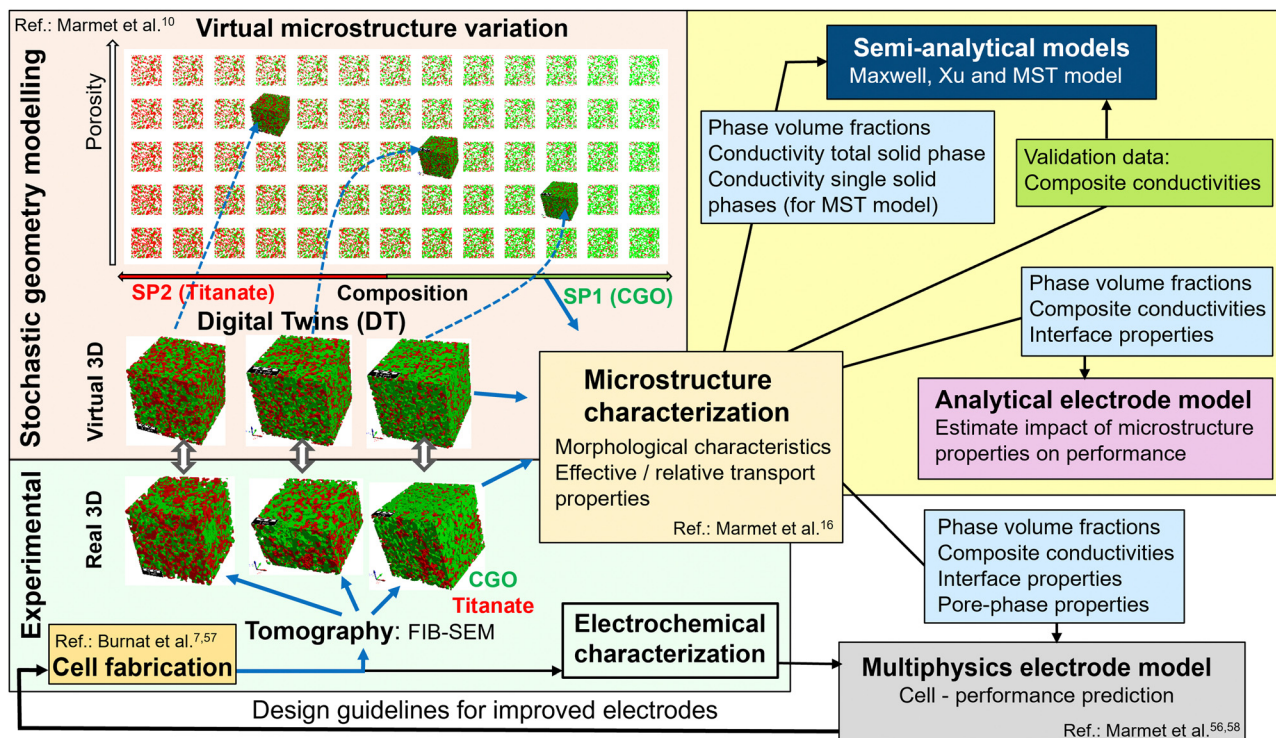 Ref.: Marmet et al.10
Virtual microstructure variation
Stochastic geometry modelling
Porosity
SP2 (Titanate)
Composition
SP1 (CGO)
Digital Twins (DT)
Virtual 3D
Experimental
Real 3D
CGO
Titanate
Tomography: FIB-SEM
Ref.: Burnat et al.7,57
Cell fabrication
Electrochemical
characterization
Design guidelines for improved electrodes
Microstructure
characterization
Morphological characteristics
Effective / relative transport
properties
Ref.: Marmet et al.16
Semi-analytical models
Maxwell, Xu and MST model
Phase volume fractions
Conductivity total solid phase
Conductivity single solid
phases (for MST model)
Validation data:
Composite conductivities
Phase volume fractions
Composite conductivities
Interface properties
Analytical electrode model
Estimate impact of microstructure
properties on performance
Phase volume fractions
Composite conductivities
Interface properties
Pore-phase properties
Multiphysics electrode model
Cell - performance prediction
Ref.: Marmet et al.56,58